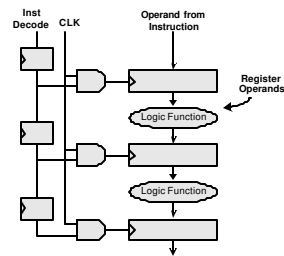 Inst
Decode
CLK
Operand from
Instruction
Register
Operands
Logic Function
Logic Function